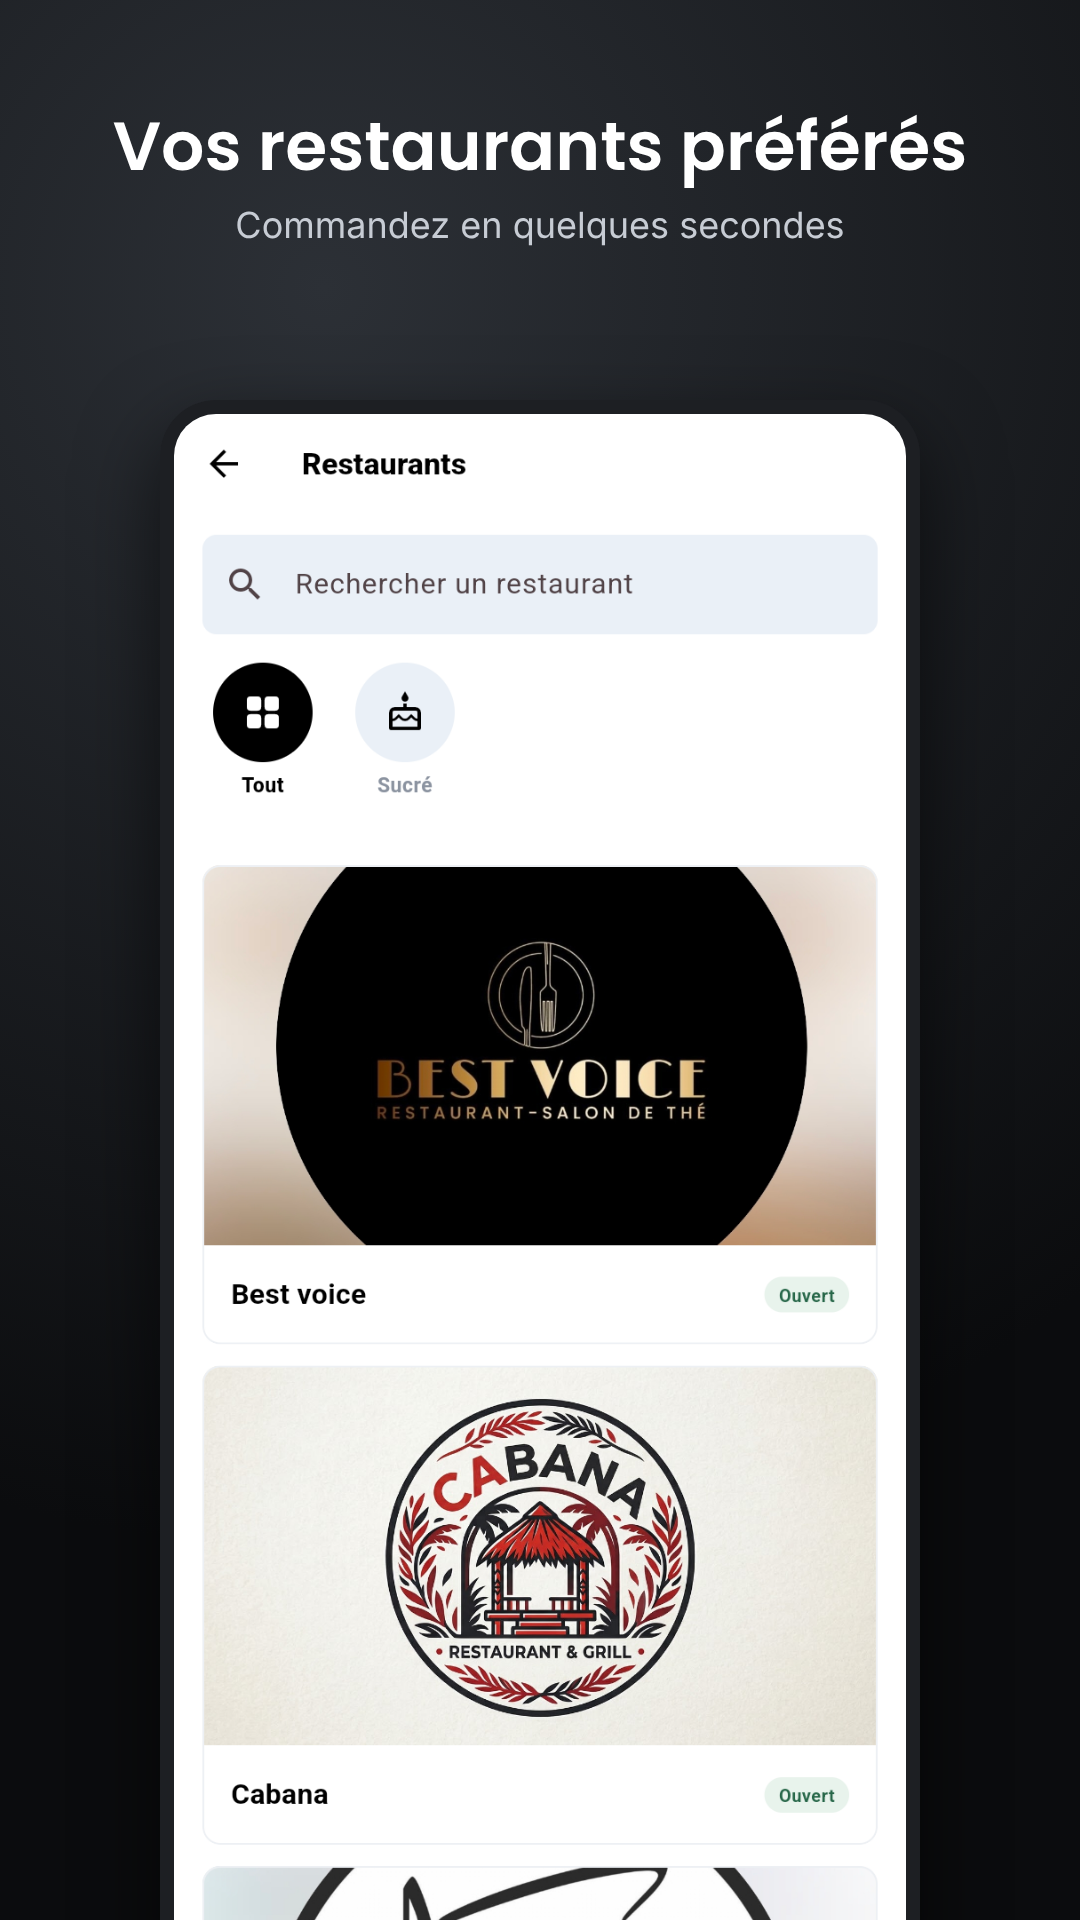 Vos restaurants préférés
Commandez en quelques secondes
Restaurants
Rechercher un restaurant
Tout
Sucré
BEST VOICE
RESTAURANT-SALON DE THÉ
Best voice
Ouvert
CABANA
• RESTAURANT & GRILL •
Cabana
Ouvert